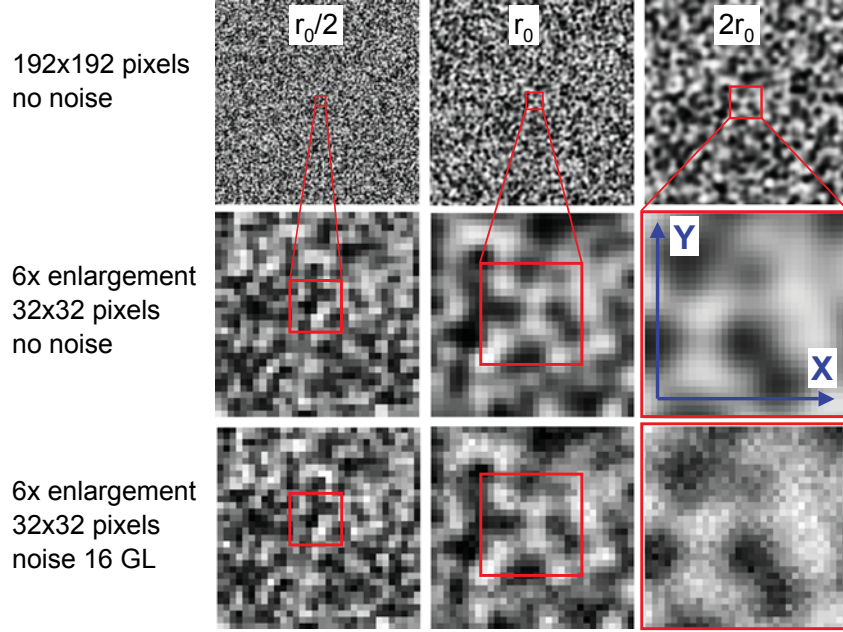 r₀/2
r₀
2r₀
192x192 pixels
no noise
6x enlargement
32x32 pixels
no noise
Y
X
6x enlargement
32x32 pixels
noise 16 GL